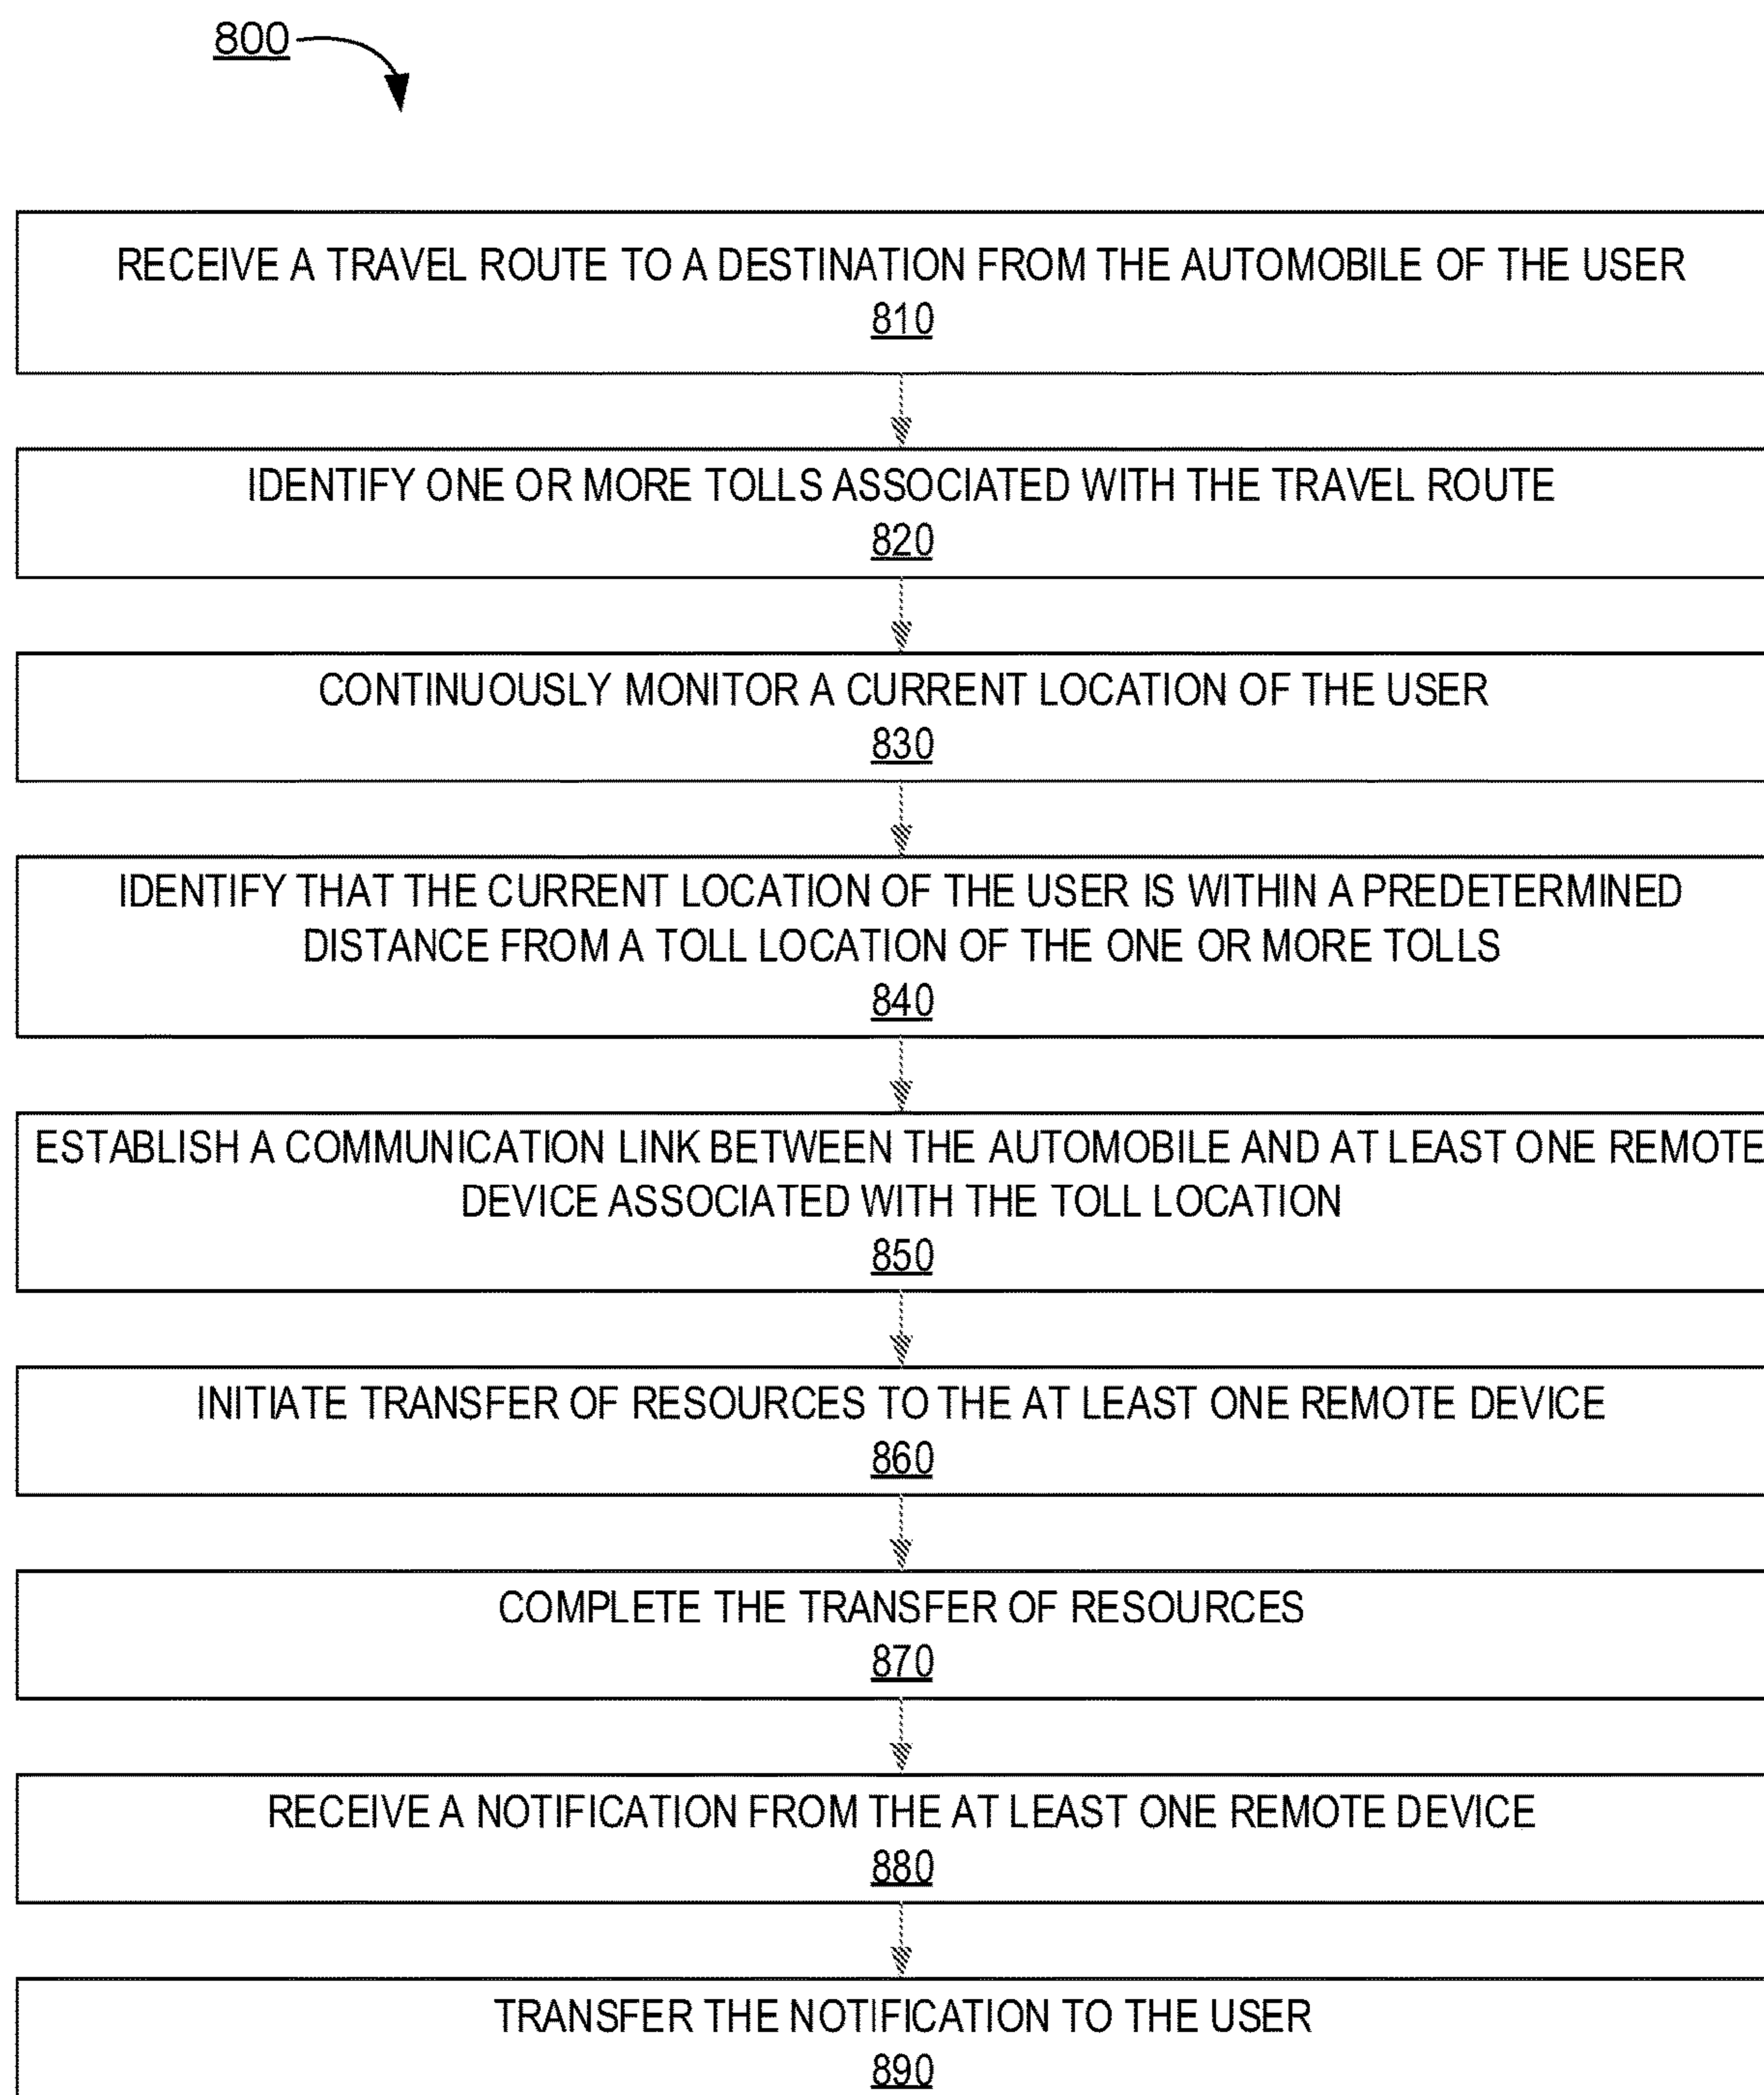 800
RECEIVE A TRAVEL ROUTE TO A DESTINATION FROM THE AUTOMOBILE OF THE USER
810
IDENTIFY ONE OR MORE TOLLS ASSOCIATED WITH THE TRAVEL ROUTE
820
CONTINUOUSLY MONITOR A CURRENT LOCATION OF THE USER
830
IDENTIFY THAT THE CURRENT LOCATION OF THE USER IS WITHIN A PREDETERMINED
DISTANCE FROM A TOLL LOCATION OF THE ONE OR MORE TOLLS
840
ESTABLISH A COMMUNICATION LINK BETWEEN THE AUTOMOBILE AND AT LEAST ONE REMOTE
DEVICE ASSOCIATED WITH THE TOLL LOCATION
850
INITIATE TRANSFER OF RESOURCES TO THE AT LEAST ONE REMOTE DEVICE
860
COMPLETE THE TRANSFER OF RESOURCES
870
RECEIVE A NOTIFICATION FROM THE AT LEAST ONE REMOTE DEVICE
880
TRANSFER THE NOTIFICATION TO THE USER
890